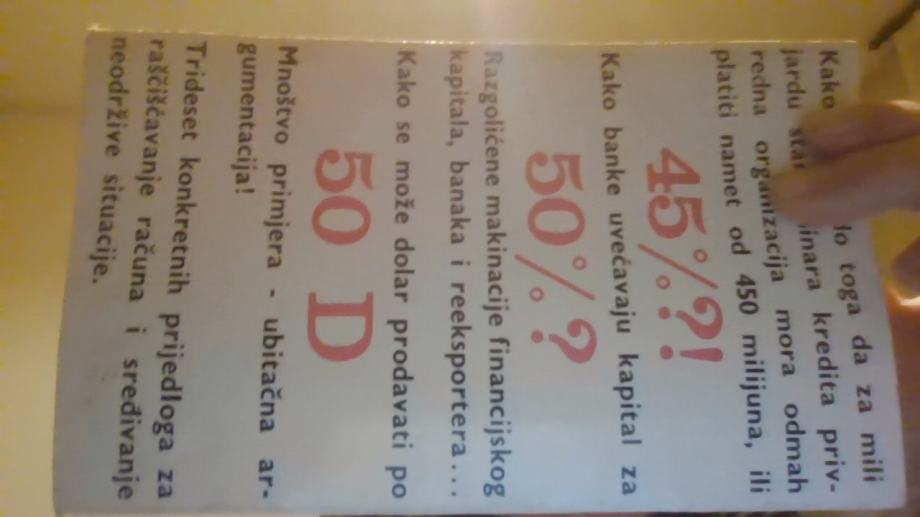 Kako toga da za mili
jardu kredita priv-
redna organizacija mora odmah
platiti namet od 450 milijuna, ili
45%?!
Kako banke uvećavaju kapital za
50%?
Razgolićene makinacije financijskog
kapitala, banaka i reeksportera...
Kako se može dolar prodavati po
50 D
Mnoštvo primjera - ubitačna ar-
gumentacija!
Trideset konkretnih prijedloga za
raščišćavanje računa i sređivanje
neodržive situacije.